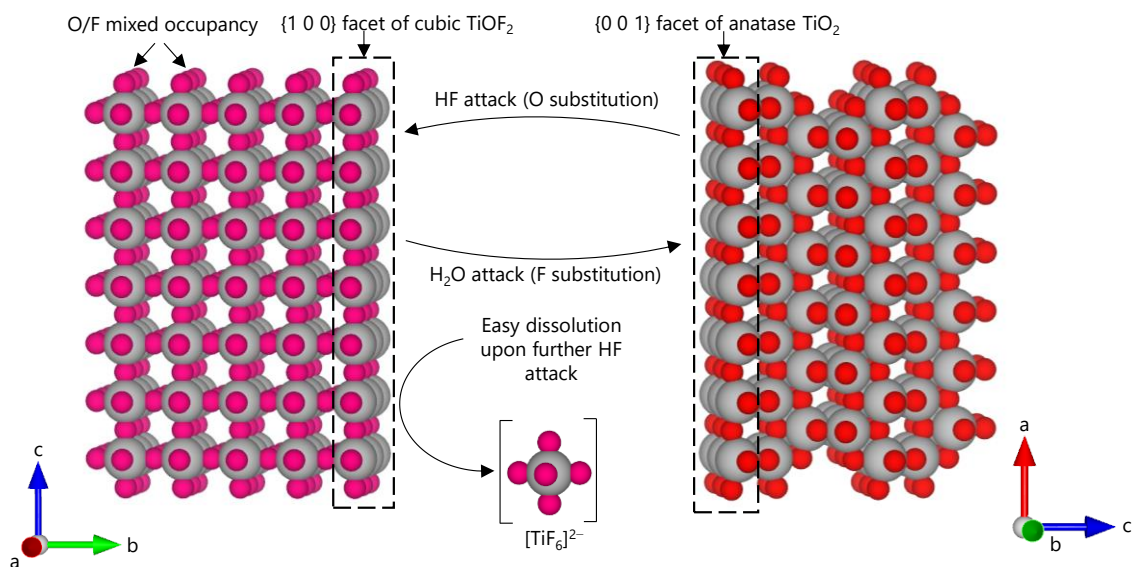 O/F mixed occupancy
{1 0 0} facet of cubic TiOF₂
{0 0 1} facet of anatase TiO₂
HF attack (O substitution)
H₂O attack (F substitution)
Easy dissolution
upon further HF
attack
[TiF₆]²⁻
c
b
a
a
b
c